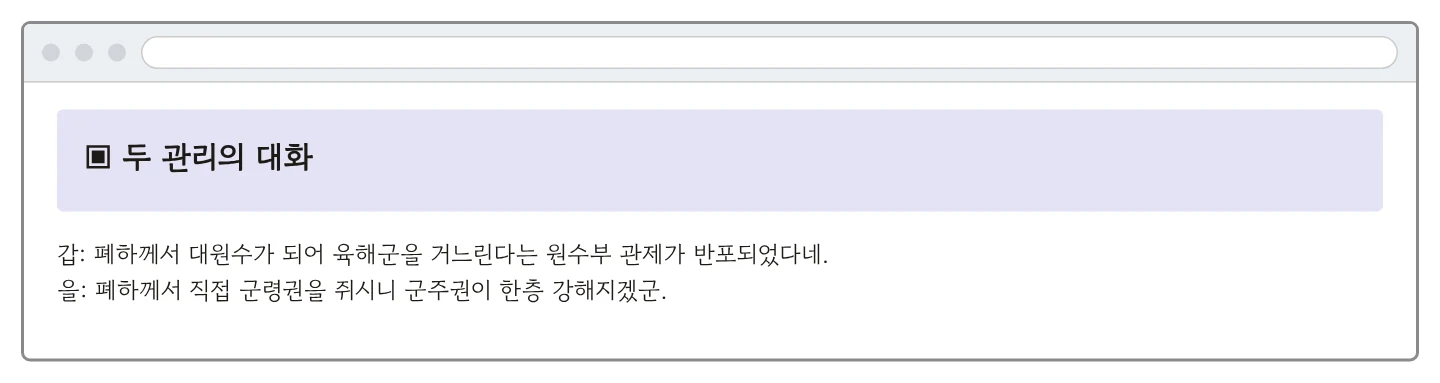 ▣ 두 관리의 대화
갑: 폐하께서 대원수가 되어 육해군을 거느린다는 원수부 관제가 반포되었다네.
을: 폐하께서 직접 군령권을 쥐시니 군주권이 한층 강해지겠군.